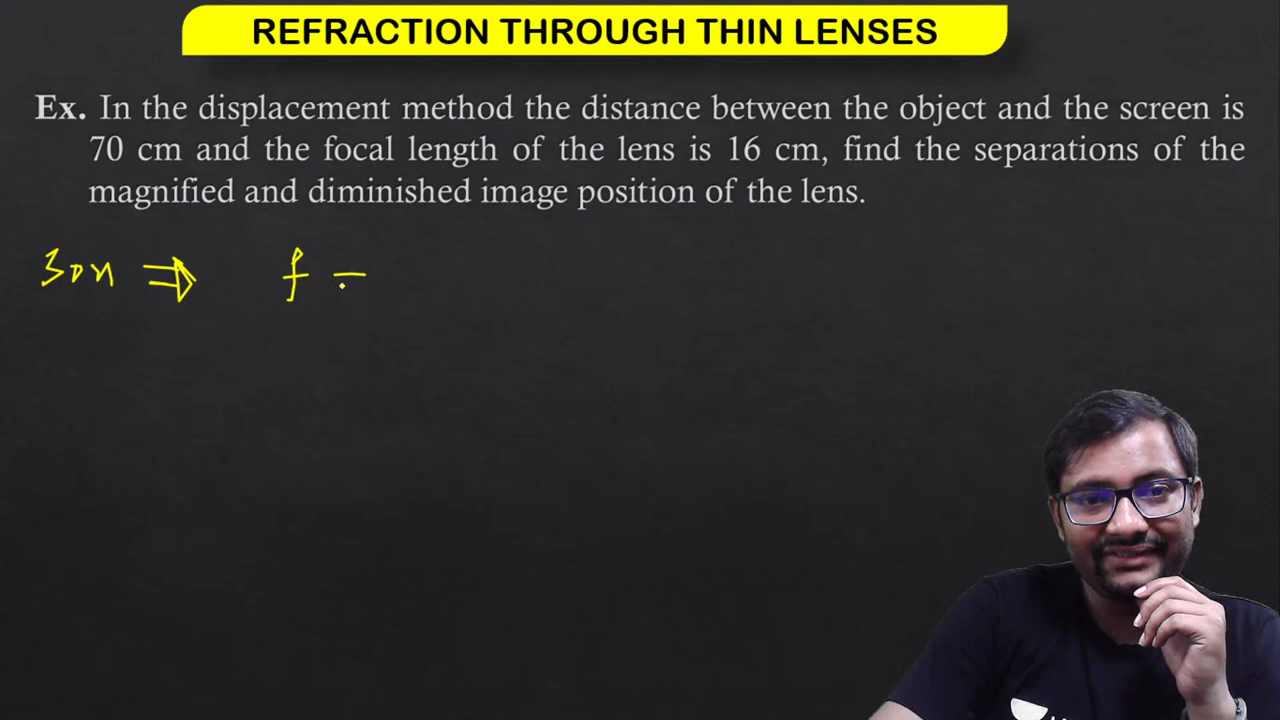 REFRACTION THROUGH THIN LENSES
Ex. In the displacement method the distance between the object and the screen is
70 cm and the focal length of the lens is 16 cm, find the separations of the
magnified and diminished image position of the lens.
Soln ⇒ f =